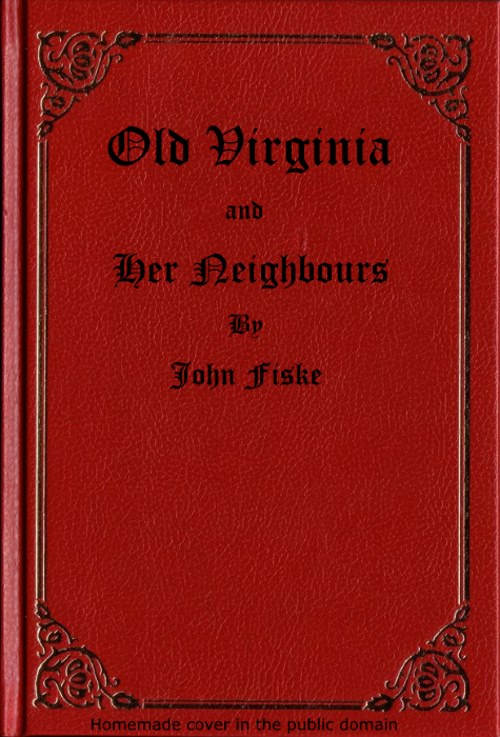 Old Virginia
and
Her Neighbours
By
John Fiske
Homemade cover in the public domain